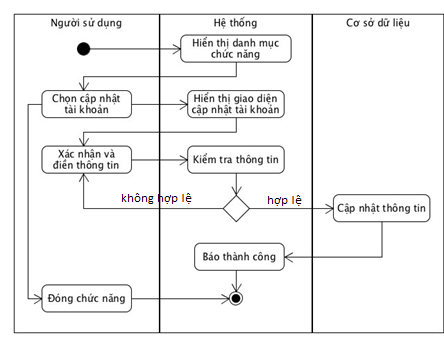 Người sử dụng
Hệ thống
Cơ sở dữ liệu
Hiển thị danh mục
chức năng
Chọn cập nhật
tài khoản
Hiển thị giao diện
cập nhật tài khoản
Xác nhận và
điền thông tin
Kiểm tra thông tin
không hợp lệ
hợp lệ
Cập nhật thông tin
Báo thành công
Đóng chức năng